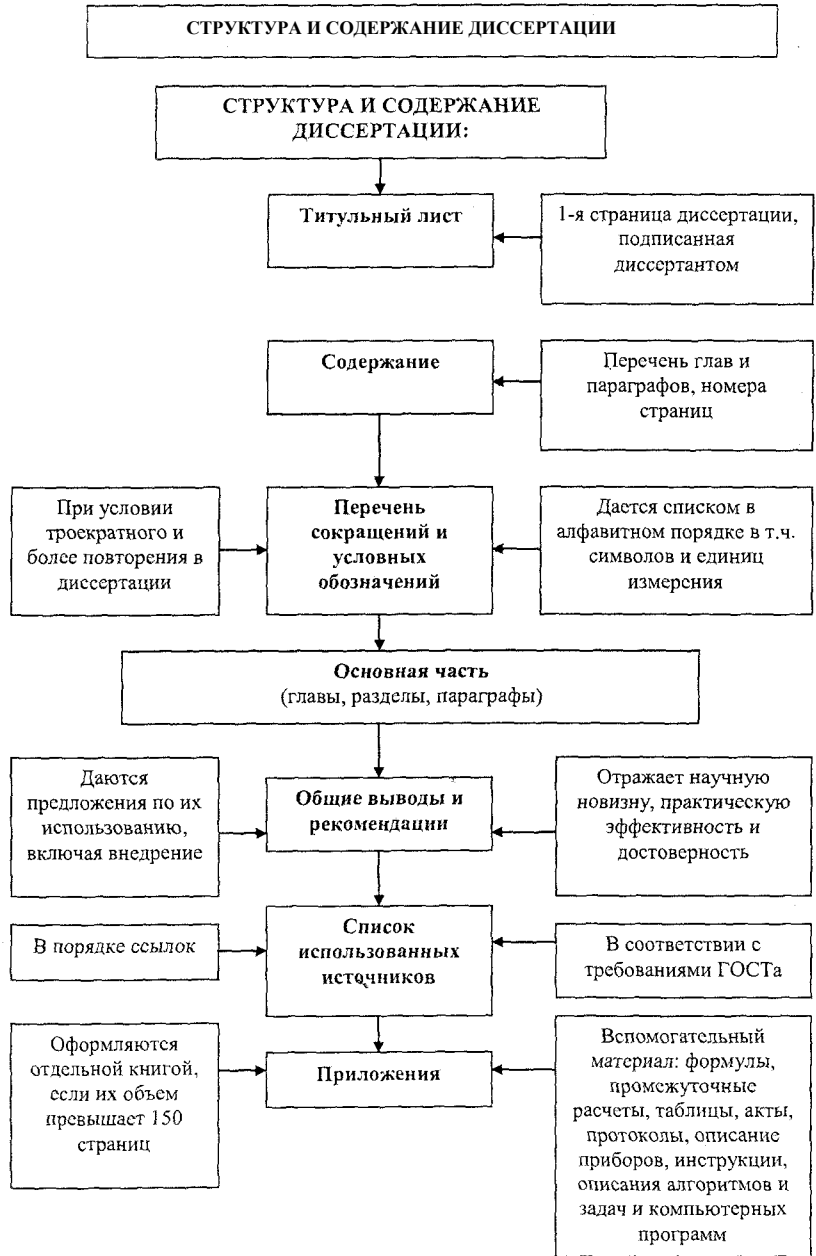 СТРУКТУРА И СОДЕРЖАНИЕ ДИССЕРТАЦИИ
СТРУКТУРА И СОДЕРЖАНИЕ
ДИССЕРТАЦИИ:
Титульный лист
1-я страница диссертации,
подписанная
диссертантом
Содержание
Перечень глав и
параграфов, номера
страниц
При условии
троекратного и
более повторения в
диссертации
Перечень
сокращений и
условных
обозначений
Дается списком в
алфавитном порядке в т.ч.
символов и единиц
измерения
Основная часть
(главы, разделы, параграфы)
Даются
предложения по их
использованию,
включая внедрение
Общие выводы и
рекомендации
Отражает научную
новизну, практическую
эффективность и
достоверность
В порядке ссылок
Список
использованных
источников
В соответствии с
требованиями ГОСТа
Оформляются
отдельной книгой,
если их объем
превышает 150
страниц
Приложения
Вспомогательный
материал: формулы,
промежуточные
расчеты, таблицы, акты,
протоколы, описание
приборов, инструкции,
описания алгоритмов и
задач и компьютерных
программ